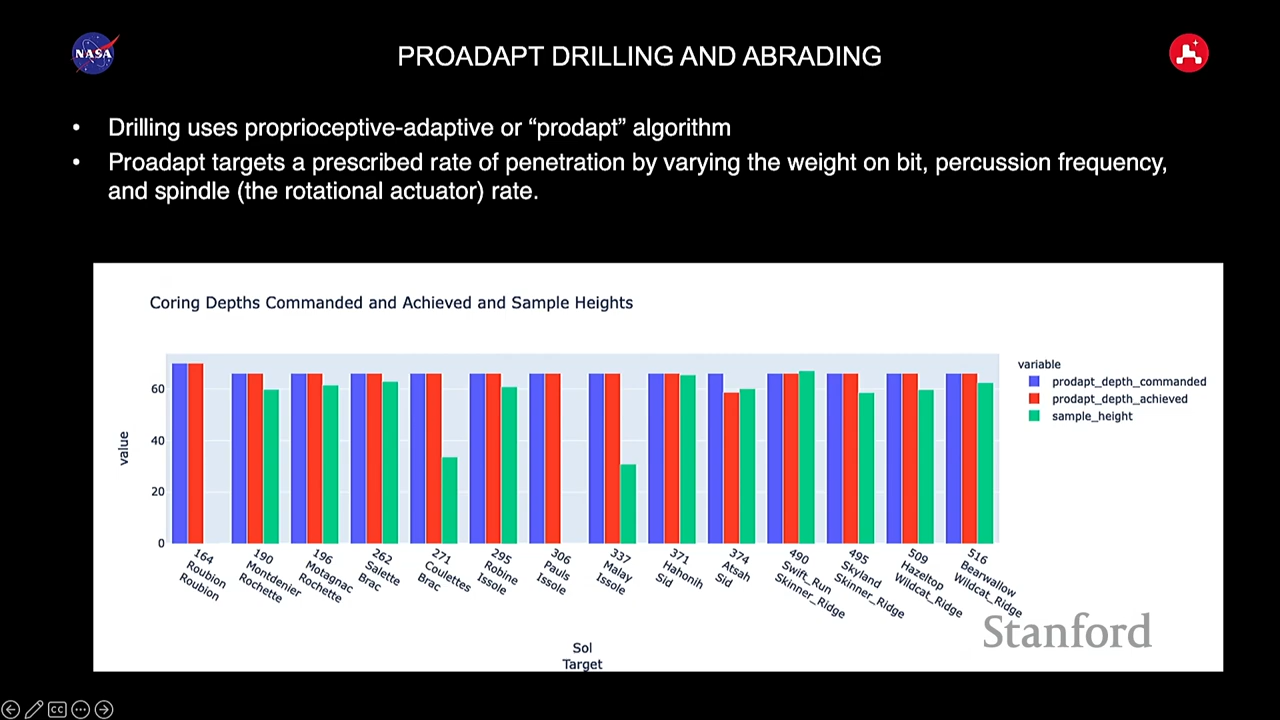 NASA
PROADAPT DRILLING AND ABRADING
• Drilling uses proprioceptive-adaptive or “prodapt” algorithm
• Proadapt targets a prescribed rate of penetration by varying the weight on bit, percussion frequency,
and spindle (the rotational actuator) rate.
Coring Depths Commanded and Achieved and Sample Heights
variable
prodapt_depth_commanded
prodapt_depth_achieved
sample_height
value
60
40
20
0
164
Roubion
Roubion
190
Montdenier
Rochette
196
Motagnac
Rochette
262
Salette
Brac
271
Coulettes
Brac
295
Robine
Issole
306
Pauls
Issole
337
Malay
Issole
371
Hahonih
Sid
374
Atsah
Sid
490
Swift_Run
Skinner_Ridge
495
Skyland
Skinner_Ridge
509
Hazeltop
Wildcat_Ridge
516
Bearwallow
Wildcat_Ridge
Sol
Target
Stanford
CC